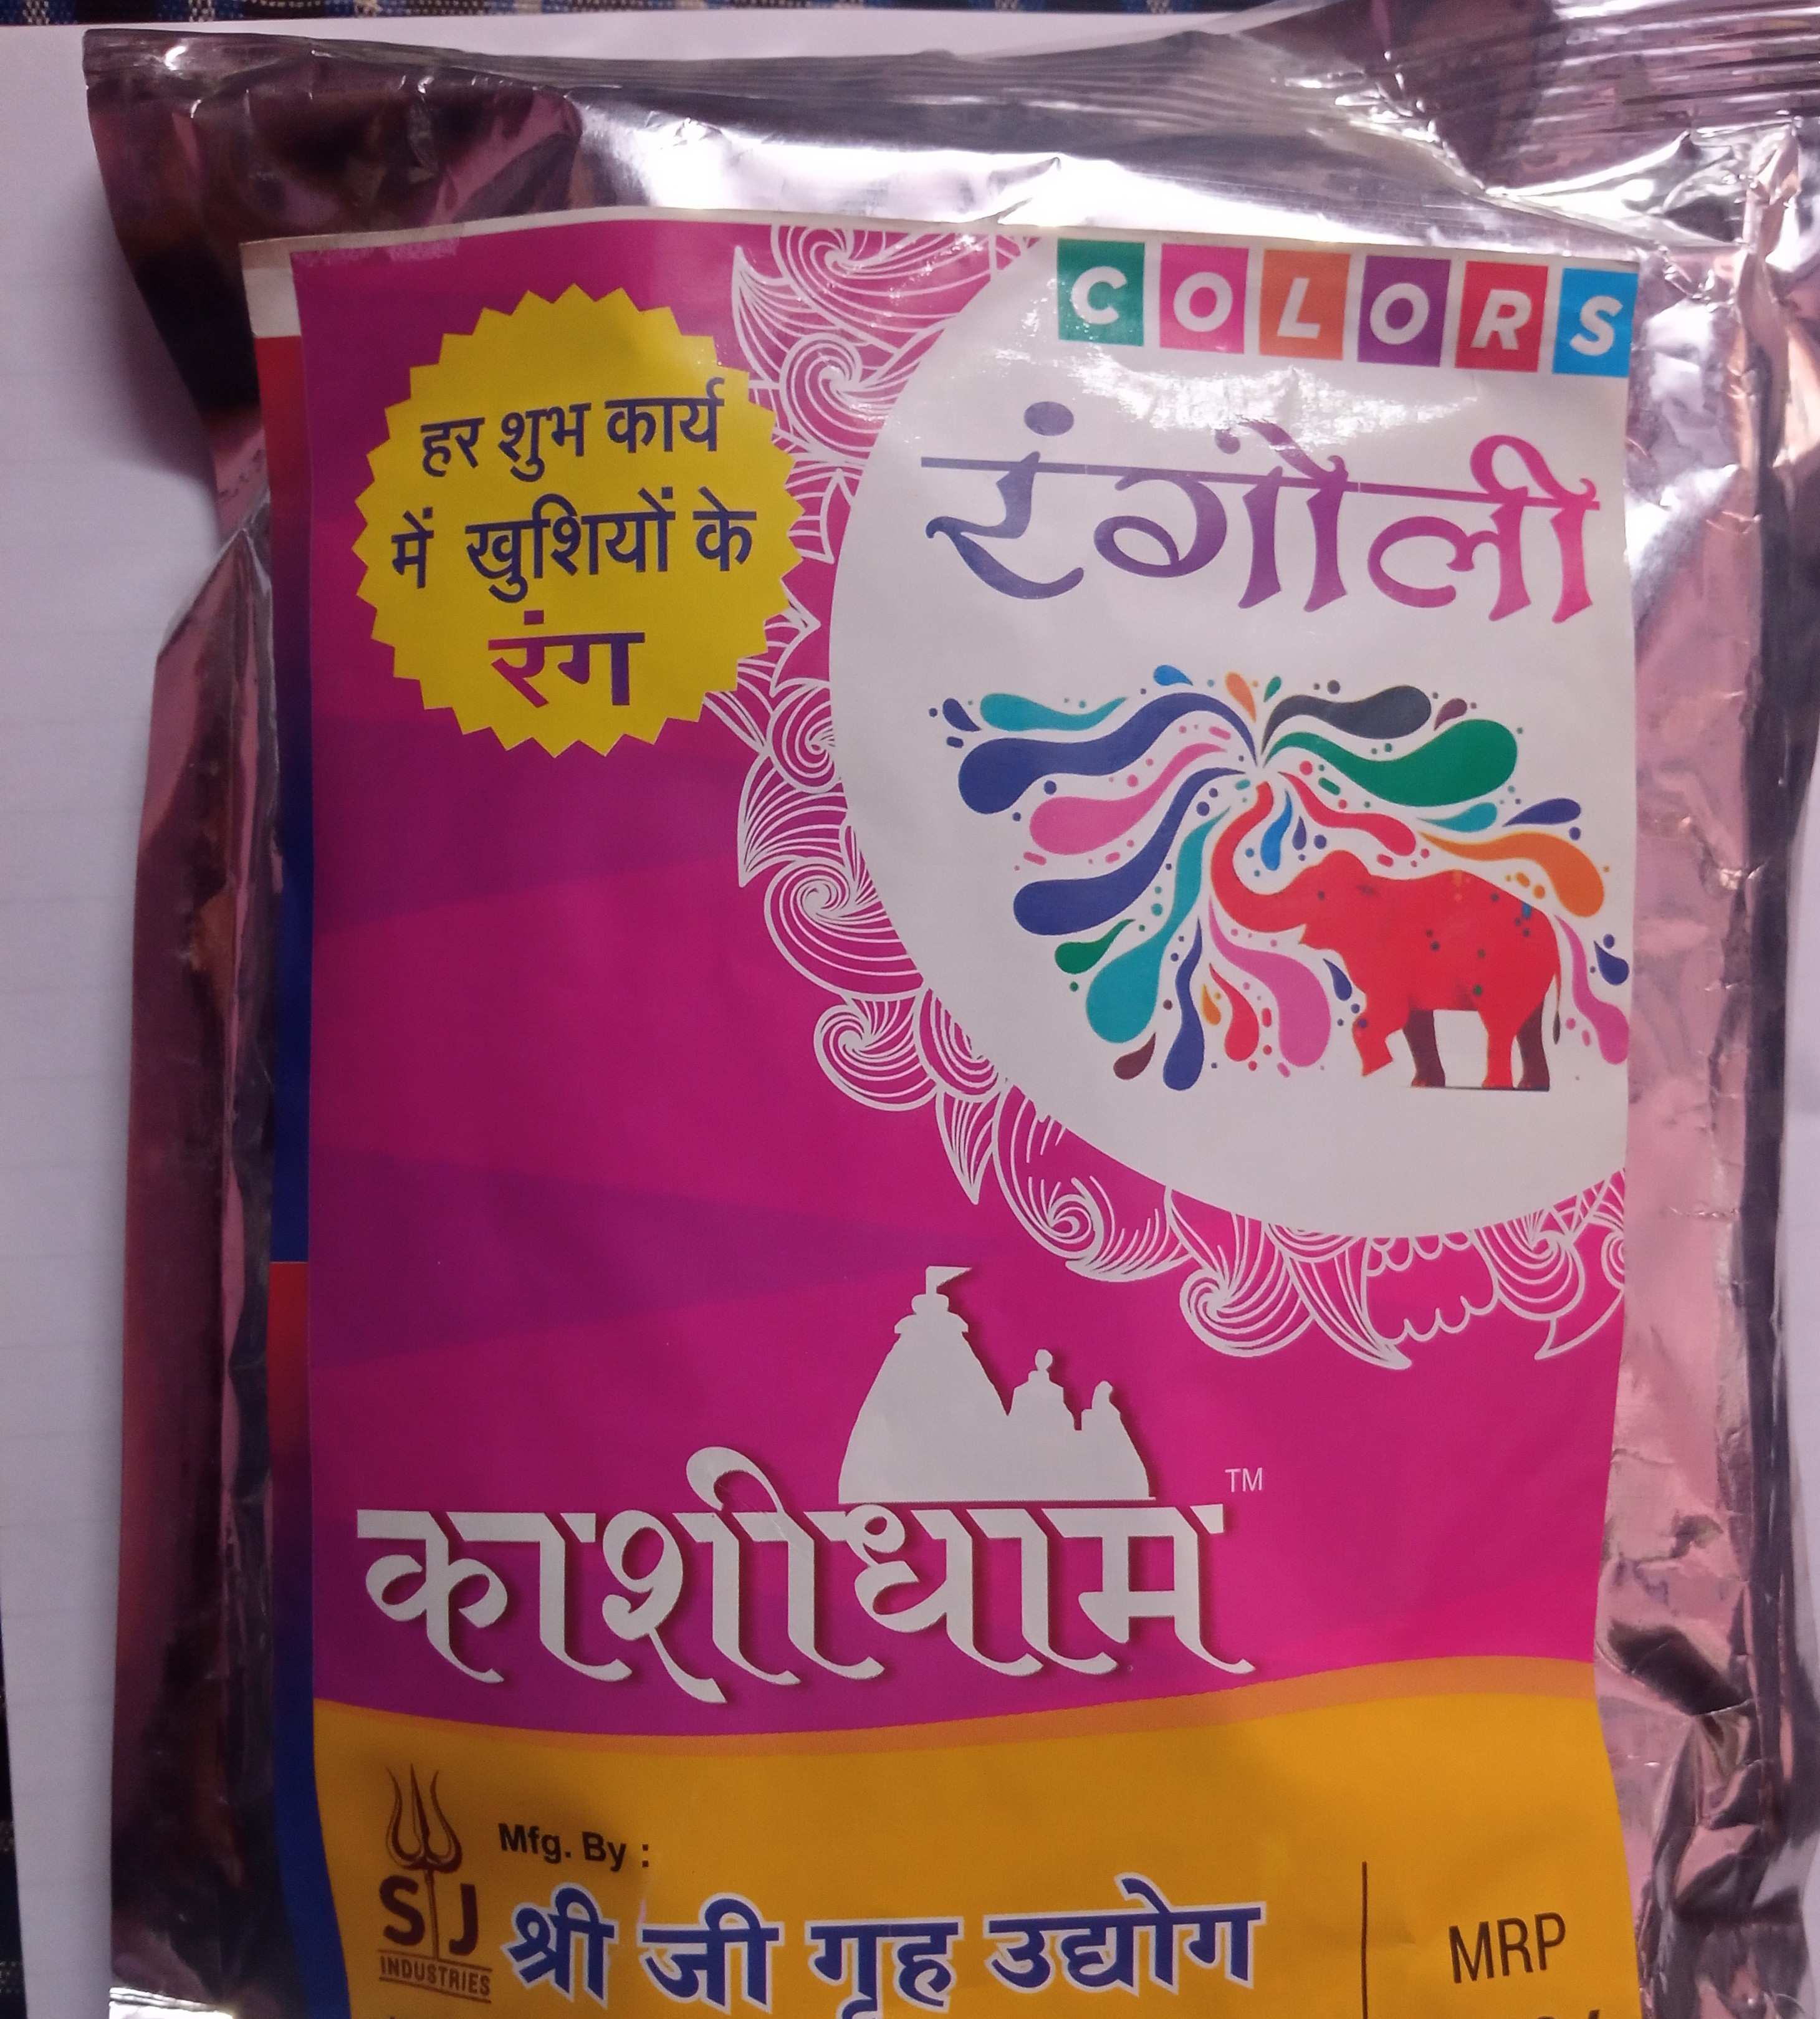 COLORS
रंगोली
हर शुभ कार्य
में खुशियों के
रंग
काशीधाम TM
Mfg. By :
SJ
INDUSTRIES
श्री जी गृह उद्योग
MRP